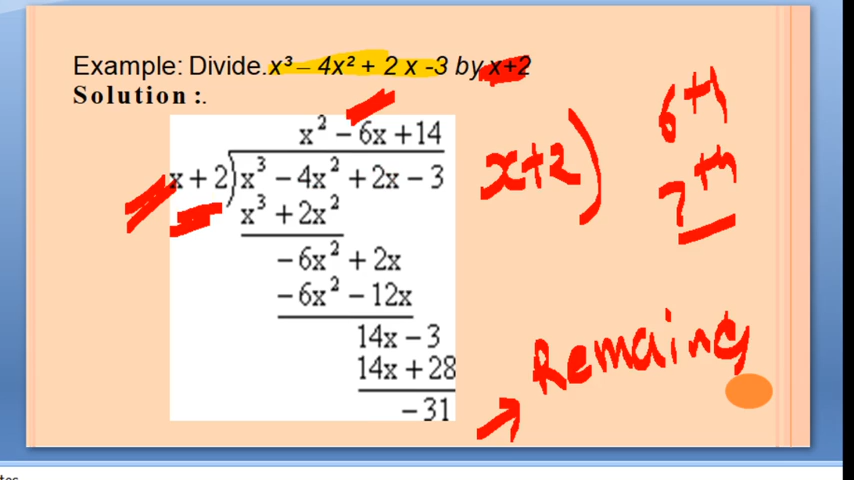 Example: Divide.x³ – 4x² + 2 x -3 by x+2
Solution :.
x² − 6x + 14
x + 2)x³ − 4x² + 2x − 3
x³ + 2x²
−6x² + 2x
−6x² − 12x
14x − 3
14x + 28
−31
x+2)
6th
7th